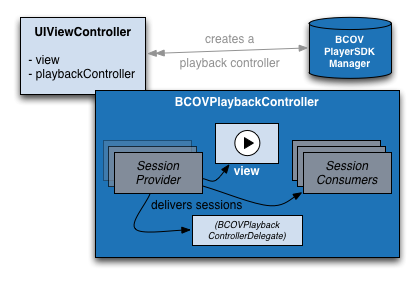 UIViewController
- view
- playbackController
creates a
playback controller
BCOV
PlayerSDK
Manager
BCOVPlaybackController
Session
Provider
view
Session
Consumers
delivers sessions
(BCOVPlayback
ControllerDelegate)